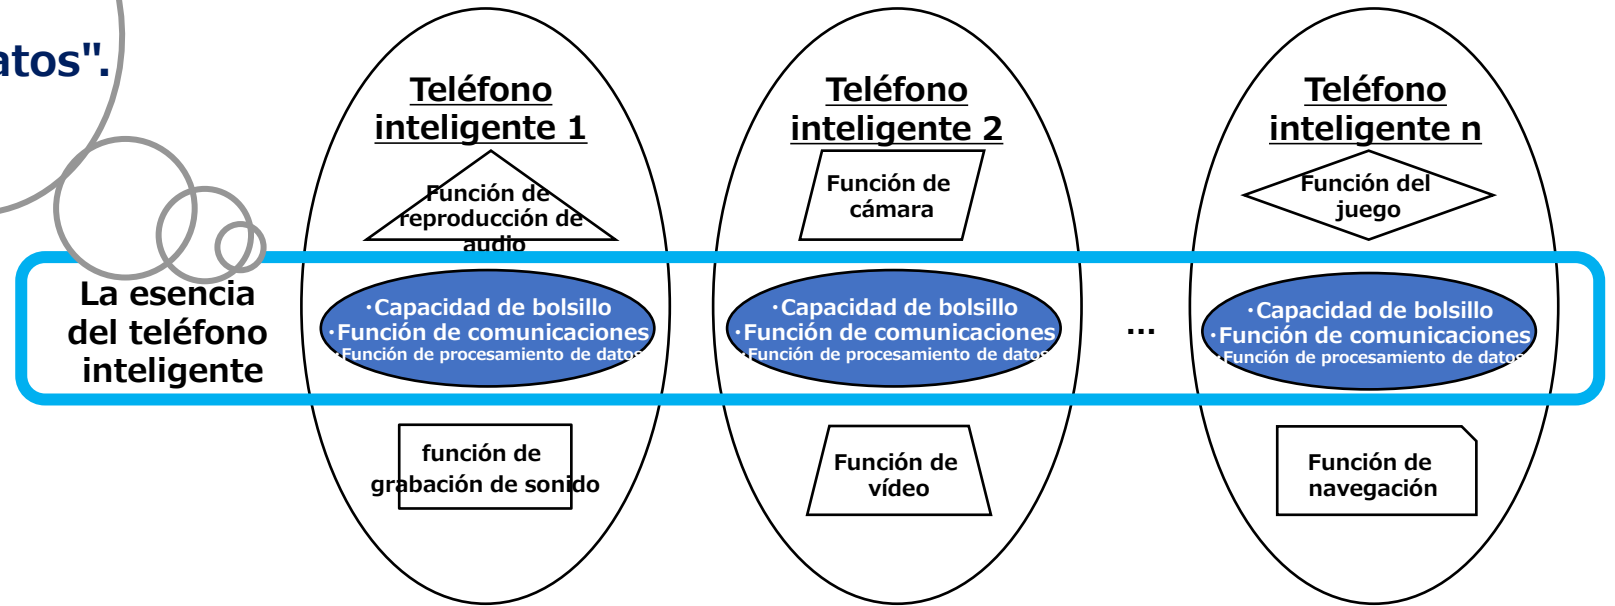 atos".
Teléfono
inteligente 1
Función de
reproducción de
audio
·Capacidad de bolsillo
·Función de comunicaciones
·Función de procesamiento de datos
función de
grabación de sonido
Teléfono
inteligente 2
Función de
cámara
·Capacidad de bolsillo
·Función de comunicaciones
·Función de procesamiento de datos
Función de
vídeo
...
Teléfono
inteligente n
Función del
juego
·Capacidad de bolsillo
·Función de comunicaciones
·Función de procesamiento de datos
Función de
navegación
La esencia
del teléfono
inteligente